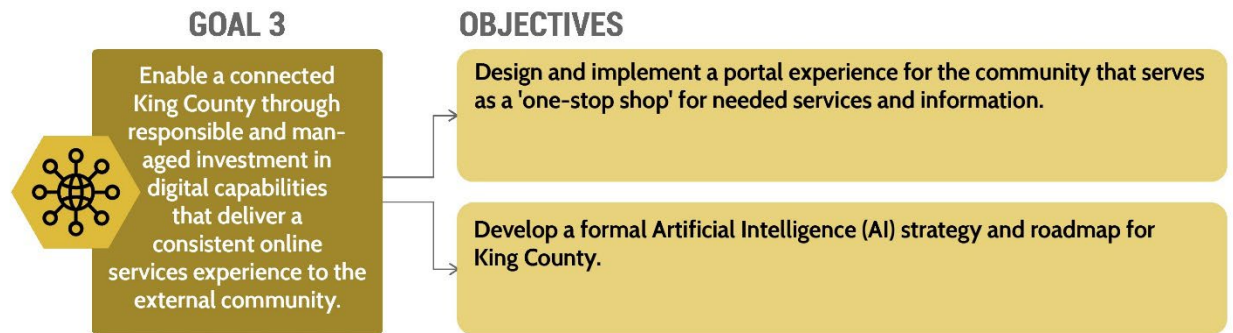 GOAL 3
Enable a connected
King County through
responsible and man-
aged investment in
digital capabilities
that deliver a
consistent online
services experience to the
external community.
OBJECTIVES
Design and implement a portal experience for the community that serves
as a 'one-stop shop' for needed services and information.
Develop a formal Artificial Intelligence (AI) strategy and roadmap for
King County.